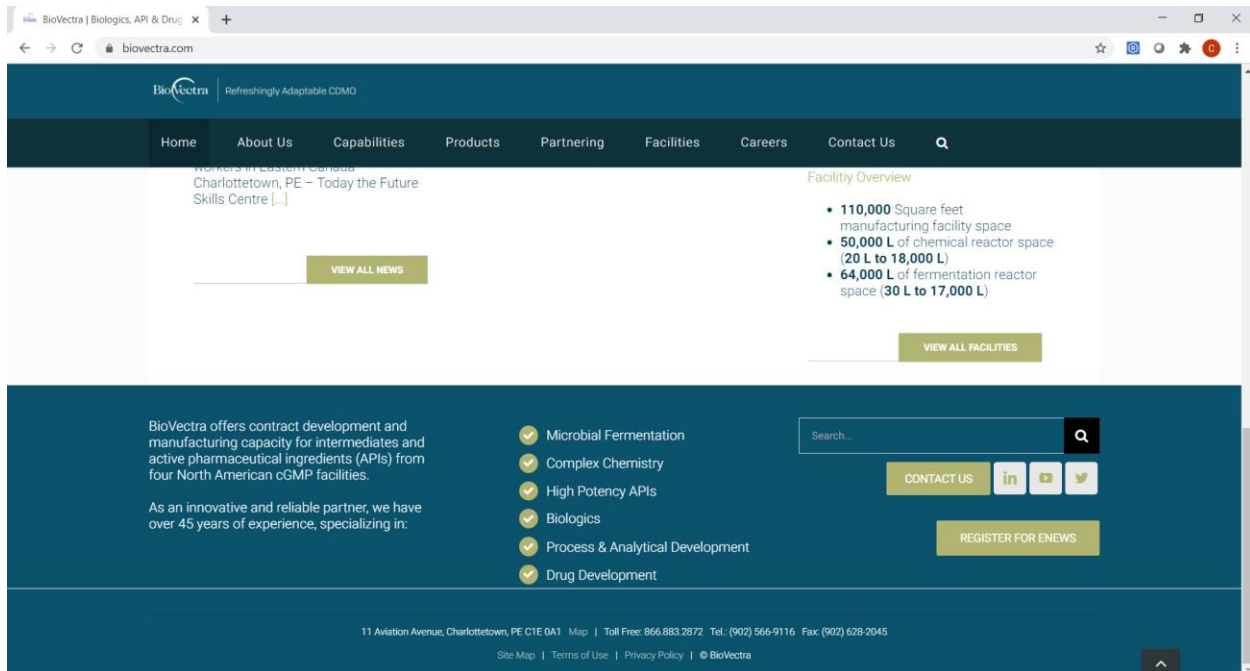 BioVectra | Biologics, API & Drug
biovectra.com
C
BioVectra
Refreshingly Adaptable CDMO
Home
About Us
Capabilities
Products
Partnering
Facilities
Careers
Contact Us
workers in Eastern Canada
Charlottetown, PE – Today the Future
Skills Centre [...]
VIEW ALL NEWS
Facilitiy Overview
110,000 Square feet
manufacturing facility space
50,000 L of chemical reactor space
(20 L to 18,000 L)
64,000 L of fermentation reactor
space (30 L to 17,000 L)
VIEW ALL FACILITIES
BioVectra offers contract development and
manufacturing capacity for intermediates and
active pharmaceutical ingredients (APIs) from
four North American cGMP facilities.
As an innovative and reliable partner, we have
over 45 years of experience, specializing in:
Microbial Fermentation
Complex Chemistry
High Potency APIs
Biologics
Process & Analytical Development
Drug Development
Search...
CONTACT US
in
REGISTER FOR ENEWS
11 Aviation Avenue, Charlottetown, PE C1E 0A1 Map | Toll Free: 866.883.2872 Tel.: (902) 566-9116 Fax: (902) 628-2045
Site Map | Terms of Use | Privacy Policy | © BioVectra